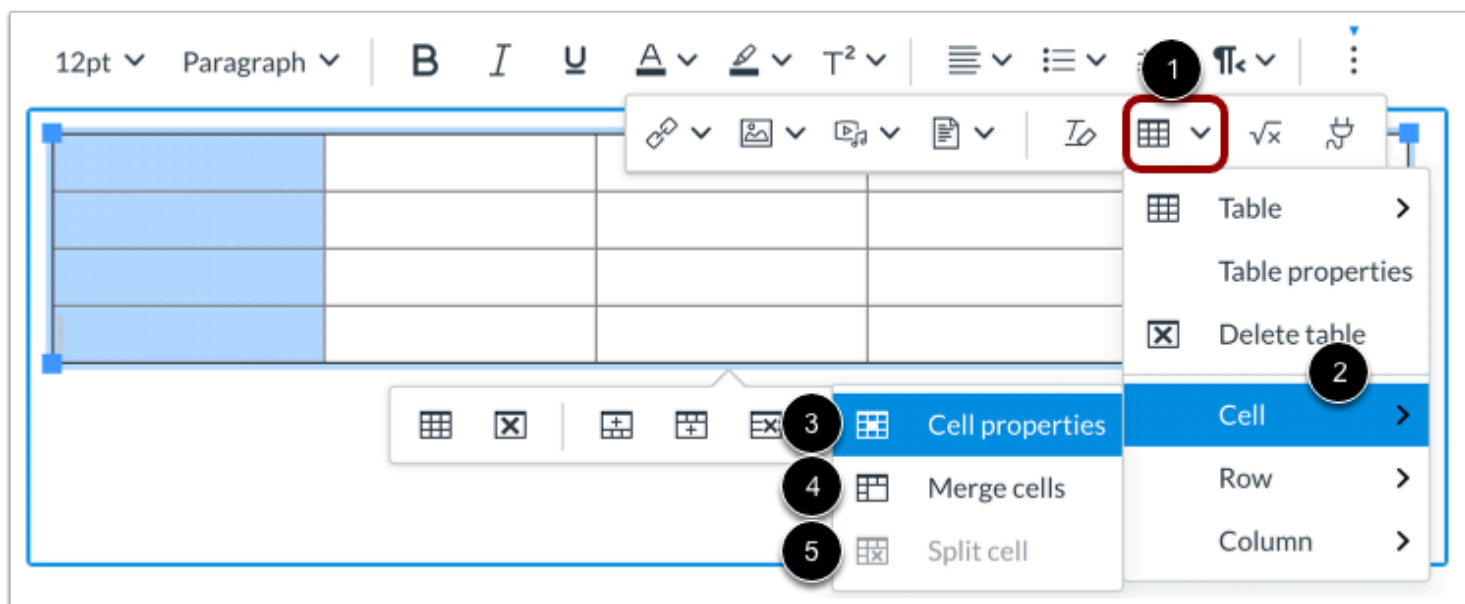 12pt Paragraph B I U A T²
1
Table
Table properties
Delete table
2
Cell
3 Cell properties
Row
4 Merge cells
Column
5 Split cell